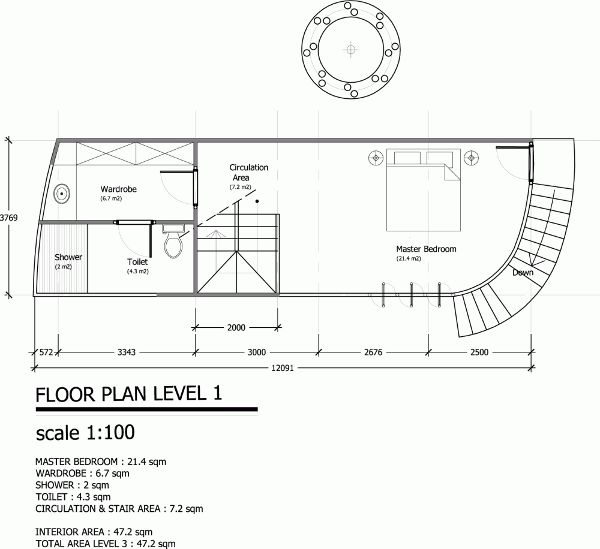 Circulation
Area
(7.2 m2)
Wardrobe
(6.7 m2)
3769
Master Bedroom
(21.4 m2)
Shower
(2 m2)
Toilet
(4.3 m2)
Down
2000
572
3343
3000
2676
2500
12091
FLOOR PLAN LEVEL 1
scale 1:100
MASTER BEDROOM : 21.4 sqm
WARDROBE : 6.7 sqm
SHOWER : 2 sqm
TOILET : 4.3 sqm
CIRCULATION & STAIR AREA : 7.2 sqm
INTERIOR AREA : 47.2 sqm
TOTAL AREA LEVEL 3 : 47.2 sqm